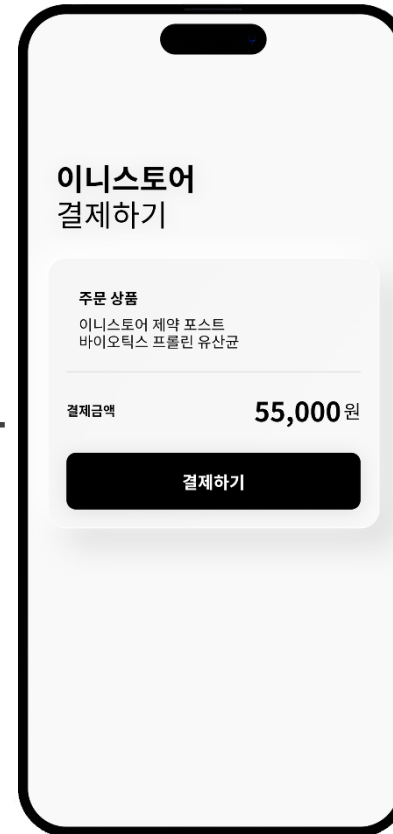 이니스토어
결제하기
주문 상품
이니스토어 제약 포스트
바이오틱스 프롤린 유산균
결제금액 55,000원
결제하기